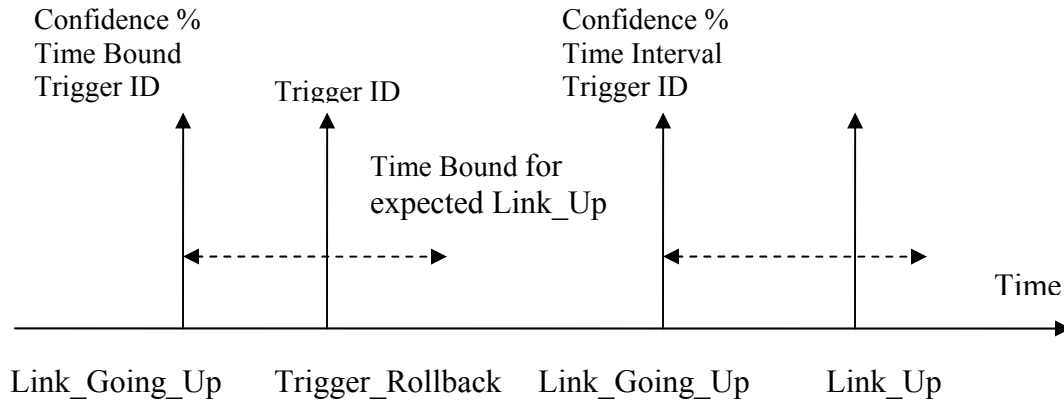 Confidence %
Time Bound
Trigger ID
Trigger ID
Confidence %
Time Interval
Trigger ID
Time Bound for
expected Link_Up
Time
Link_Going_Up
Trigger_Rollback
Link_Going_Up
Link_Up